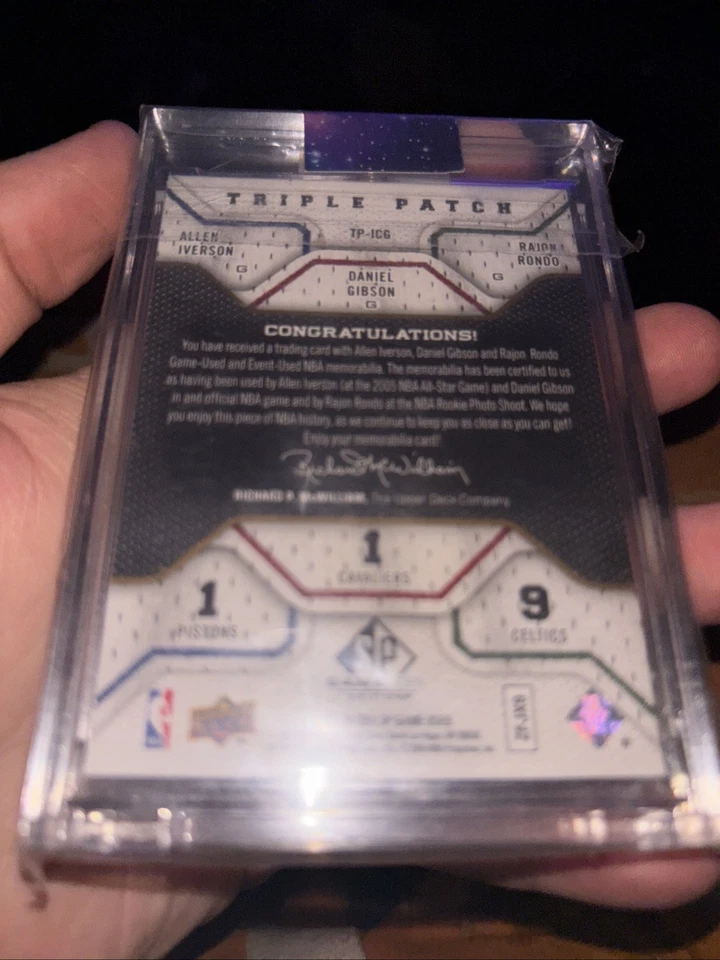 TRIPLE PATCH
TP-ICG
ALLEN
IVERSON
G
RAJON
RONDO
G
DANIEL
GIBSON
G
CONGRATULATIONS!
You have received a trading card with Allen Iverson, Daniel Gibson and Rajon Rondo
Game-Used and Event-Used NBA memorabilia. The memorabilia has been certified to us
as having been used by Allen Iverson (at the 2005 NBA All-Star Game) and Daniel Gibson
in and official NBA game and by Rajon Rondo at the NBA Rookie Photo Shoot. We hope
you enjoy this piece of NBA history, as we continue to keep you as close as you can get!
Enjoy your memorabilia card!
Richard McWilliam
RICHARD P. McWILLIAM, The Upper Deck Company
1
CAVALIERS
1
PISTONS
9
CELTICS
SP
NBA